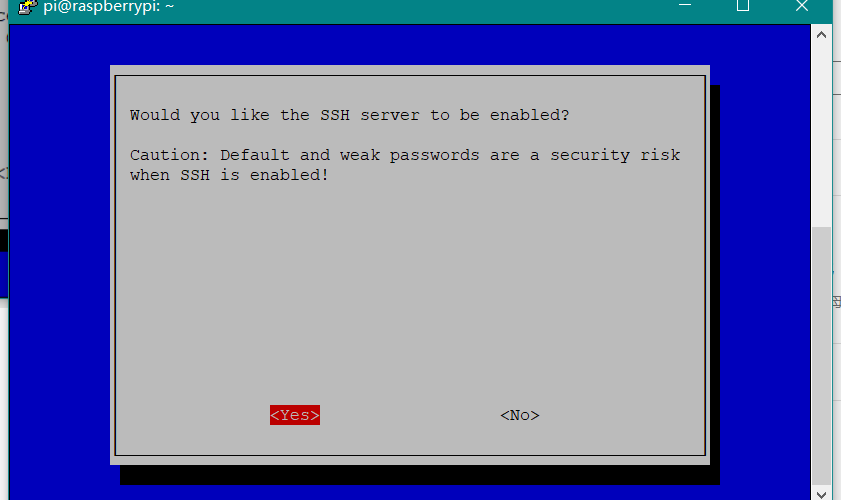 pi@raspberrypi: ~
Would you like the SSH server to be enabled?
Caution: Default and weak passwords are a security risk
when SSH is enabled!
<Yes> <No>